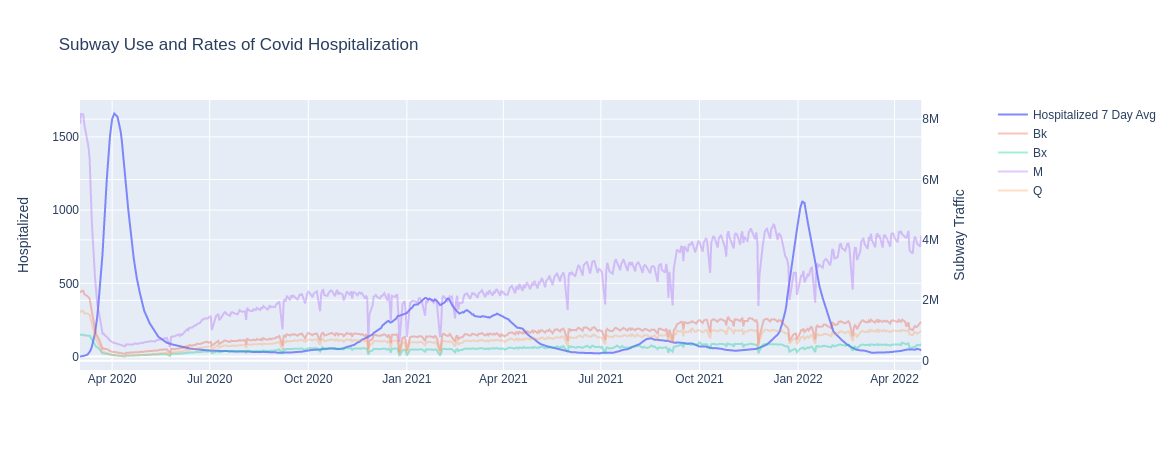 Subway Use and Rates of Covid Hospitalization
Hospitalized
1500
1000
500
0
8M
6M
4M
2M
0
Subway Traffic
Apr 2020
Jul 2020
Oct 2020
Jan 2021
Apr 2021
Jul 2021
Oct 2021
Jan 2022
Apr 2022
Hospitalized 7 Day Avg
Bk
Bx
M
Q